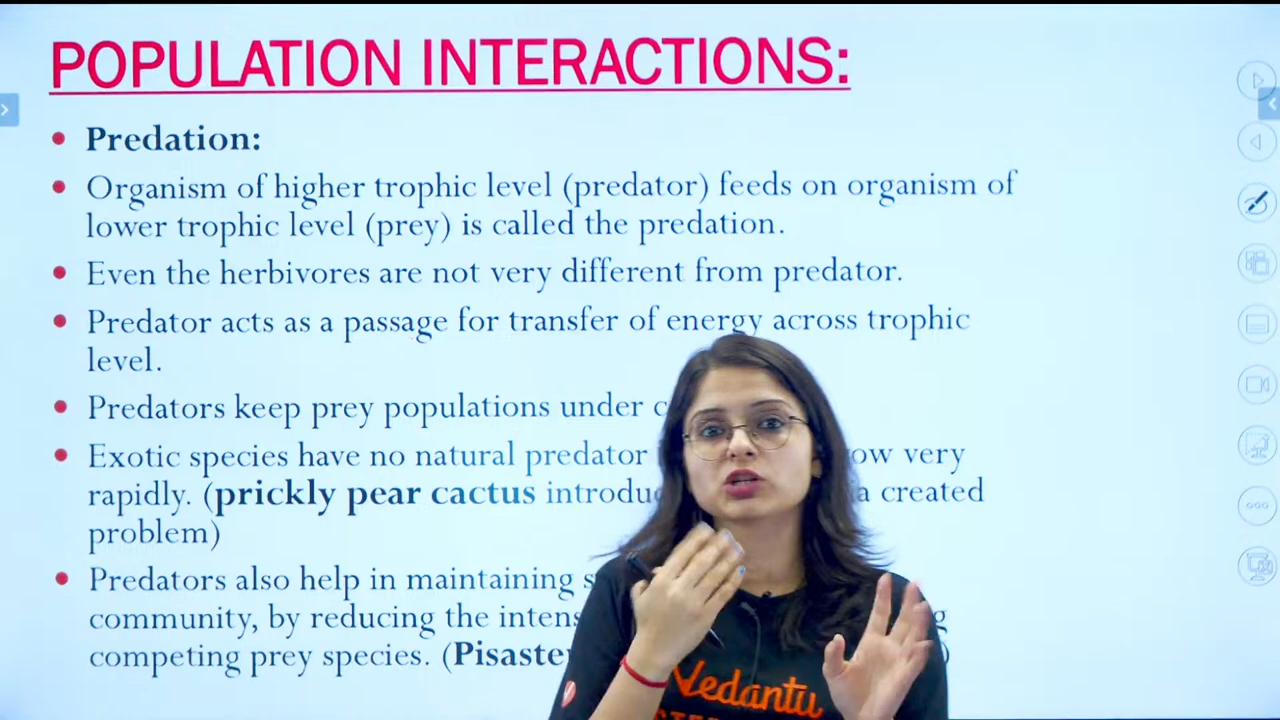 POPULATION INTERACTIONS:
Predation:
Organism of higher trophic level (predator) feeds on organism of
lower trophic level (prey) is called the predation.
Even the herbivores are not very different from predator.
Predator acts as a passage for transfer of energy across trophic
level.
Predators keep prey populations under
Exotic species have no natural predator very
rapidly. (prickly pear cactus created
problem)
Predators also help in maintaining
community, by reducing the
competing prey species. (
Vedantu